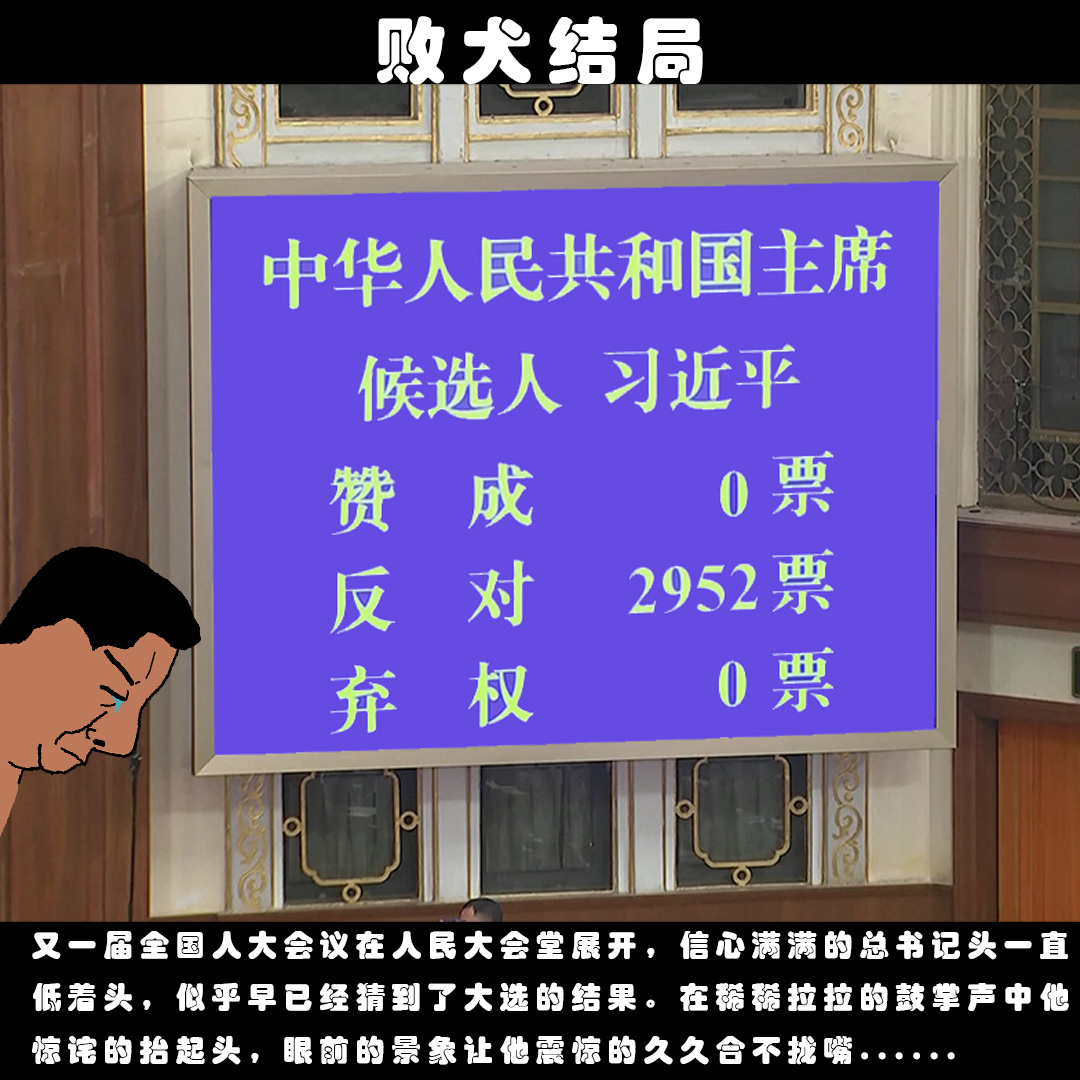 败犬结局
中华人民共和国主席
候选人 习近平
赞 成 0票
反 对 2952票
弃 权 0票
又一届全国人大会议在人民大会堂展开，信心满满的总书记头一直
低着头，似乎早已经猜到了大选的结果。在稀稀拉拉的鼓掌声中他
惊诧的抬起头，眼前的景象让他震惊的久久合不拢嘴......